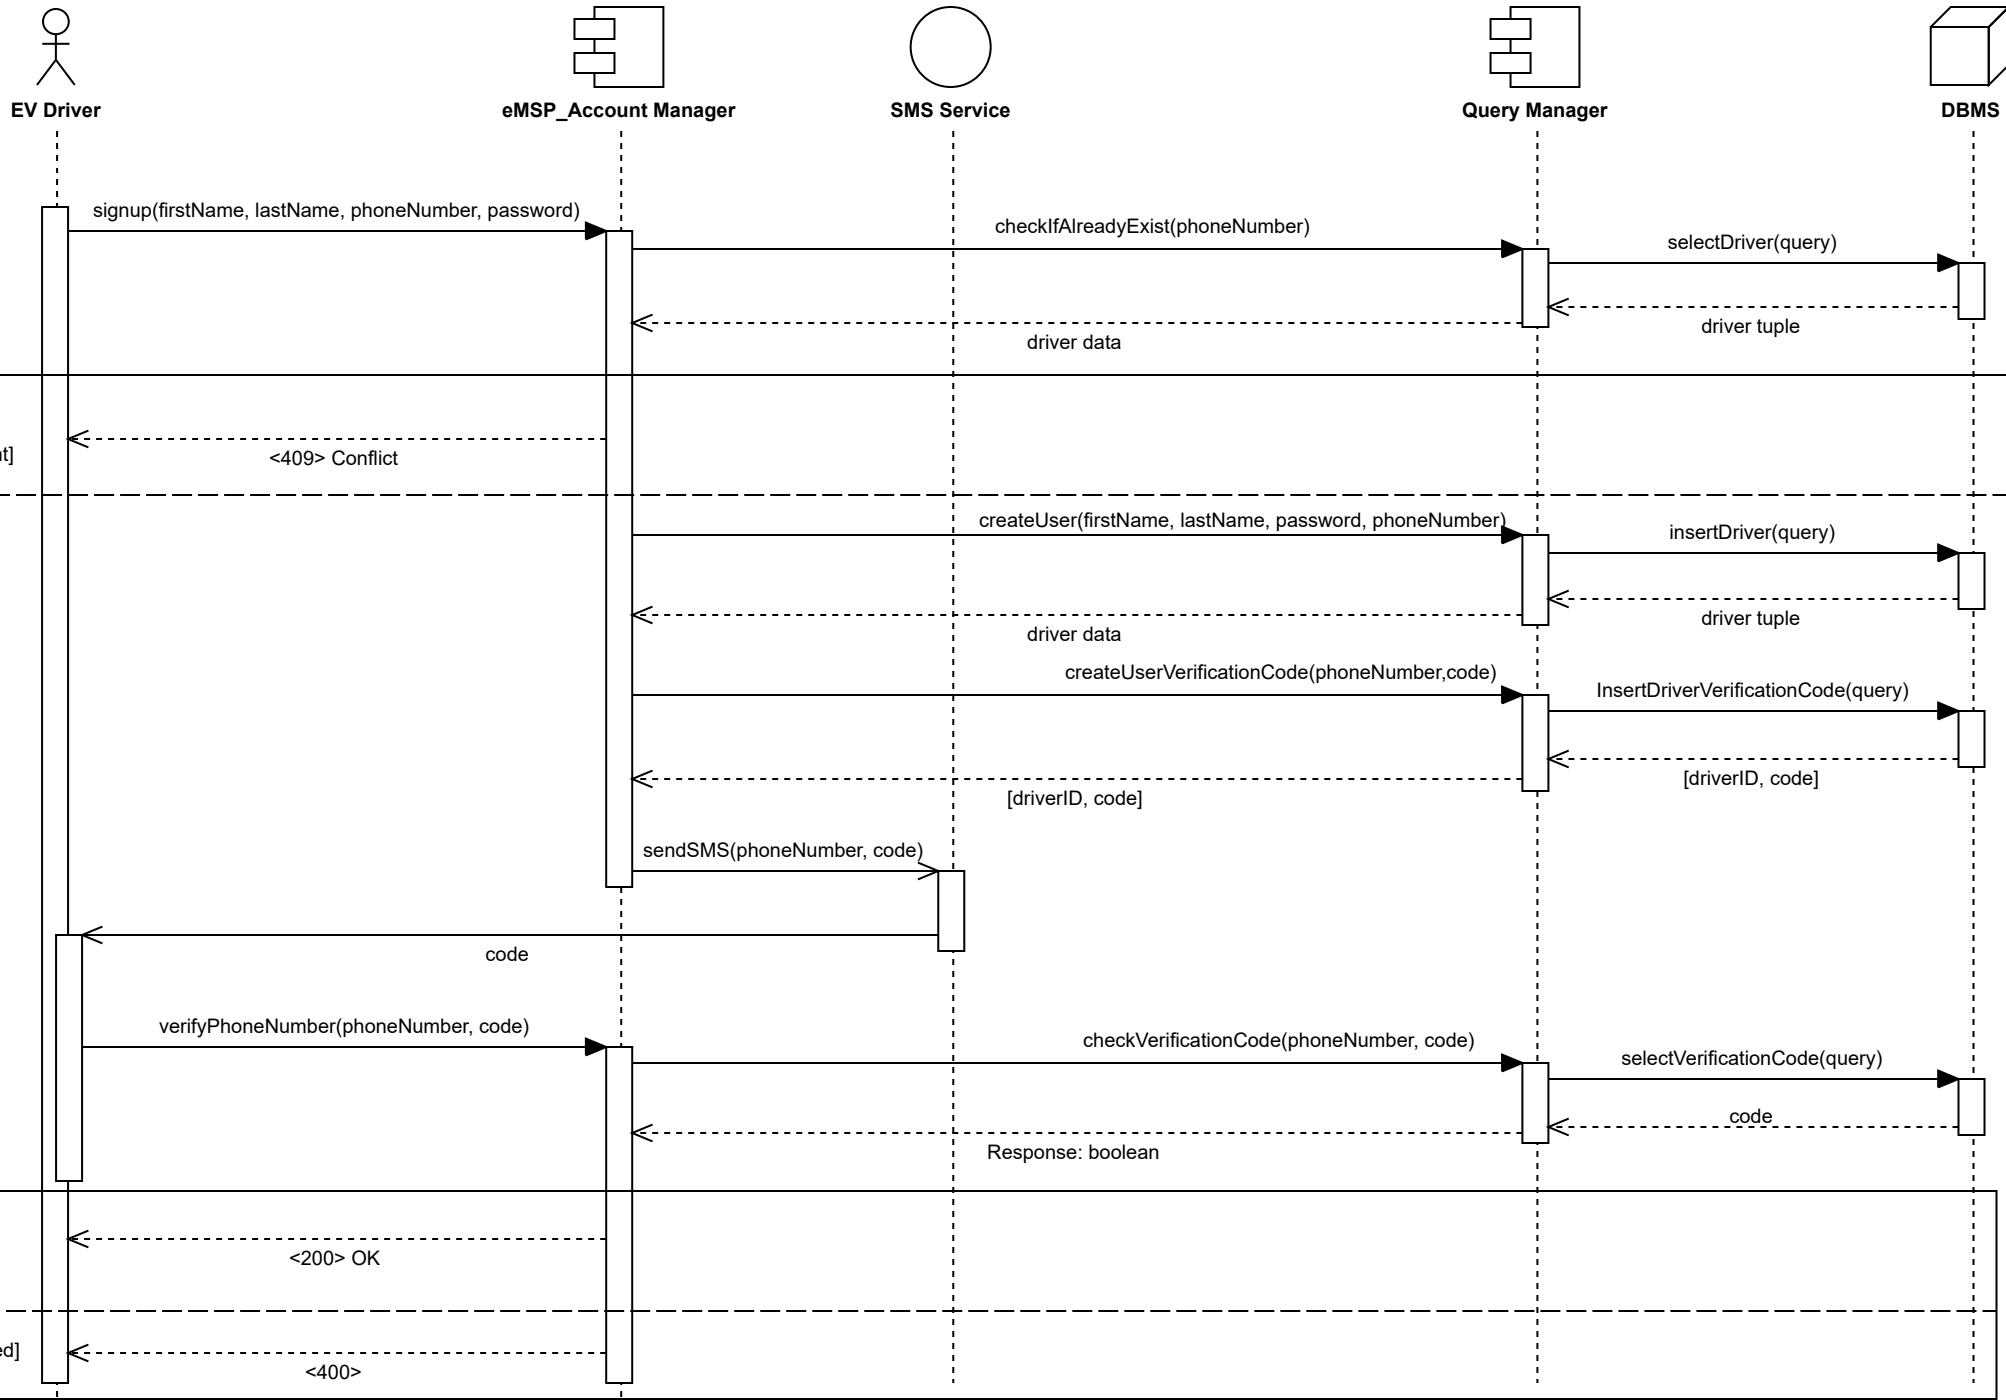 EV Driver
eMSP_Account Manager
SMS Service
Query Manager
DBMS
signup(firstName, lastName, phoneNumber, password)
checkIfAlreadyExist(phoneNumber)
selectDriver(query)
driver tuple
driver data
nt]
<409> Conflict
createUser(firstName, lastName, password, phoneNumber)
insertDriver(query)
driver tuple
driver data
createUserVerificationCode(phoneNumber,code)
InsertDriverVerificationCode(query)
[driverID, code]
[driverID, code]
sendSMS(phoneNumber, code)
code
verifyPhoneNumber(phoneNumber, code)
checkVerificationCode(phoneNumber, code)
selectVerificationCode(query)
code
Response: boolean
<200> OK
ed]
<400>